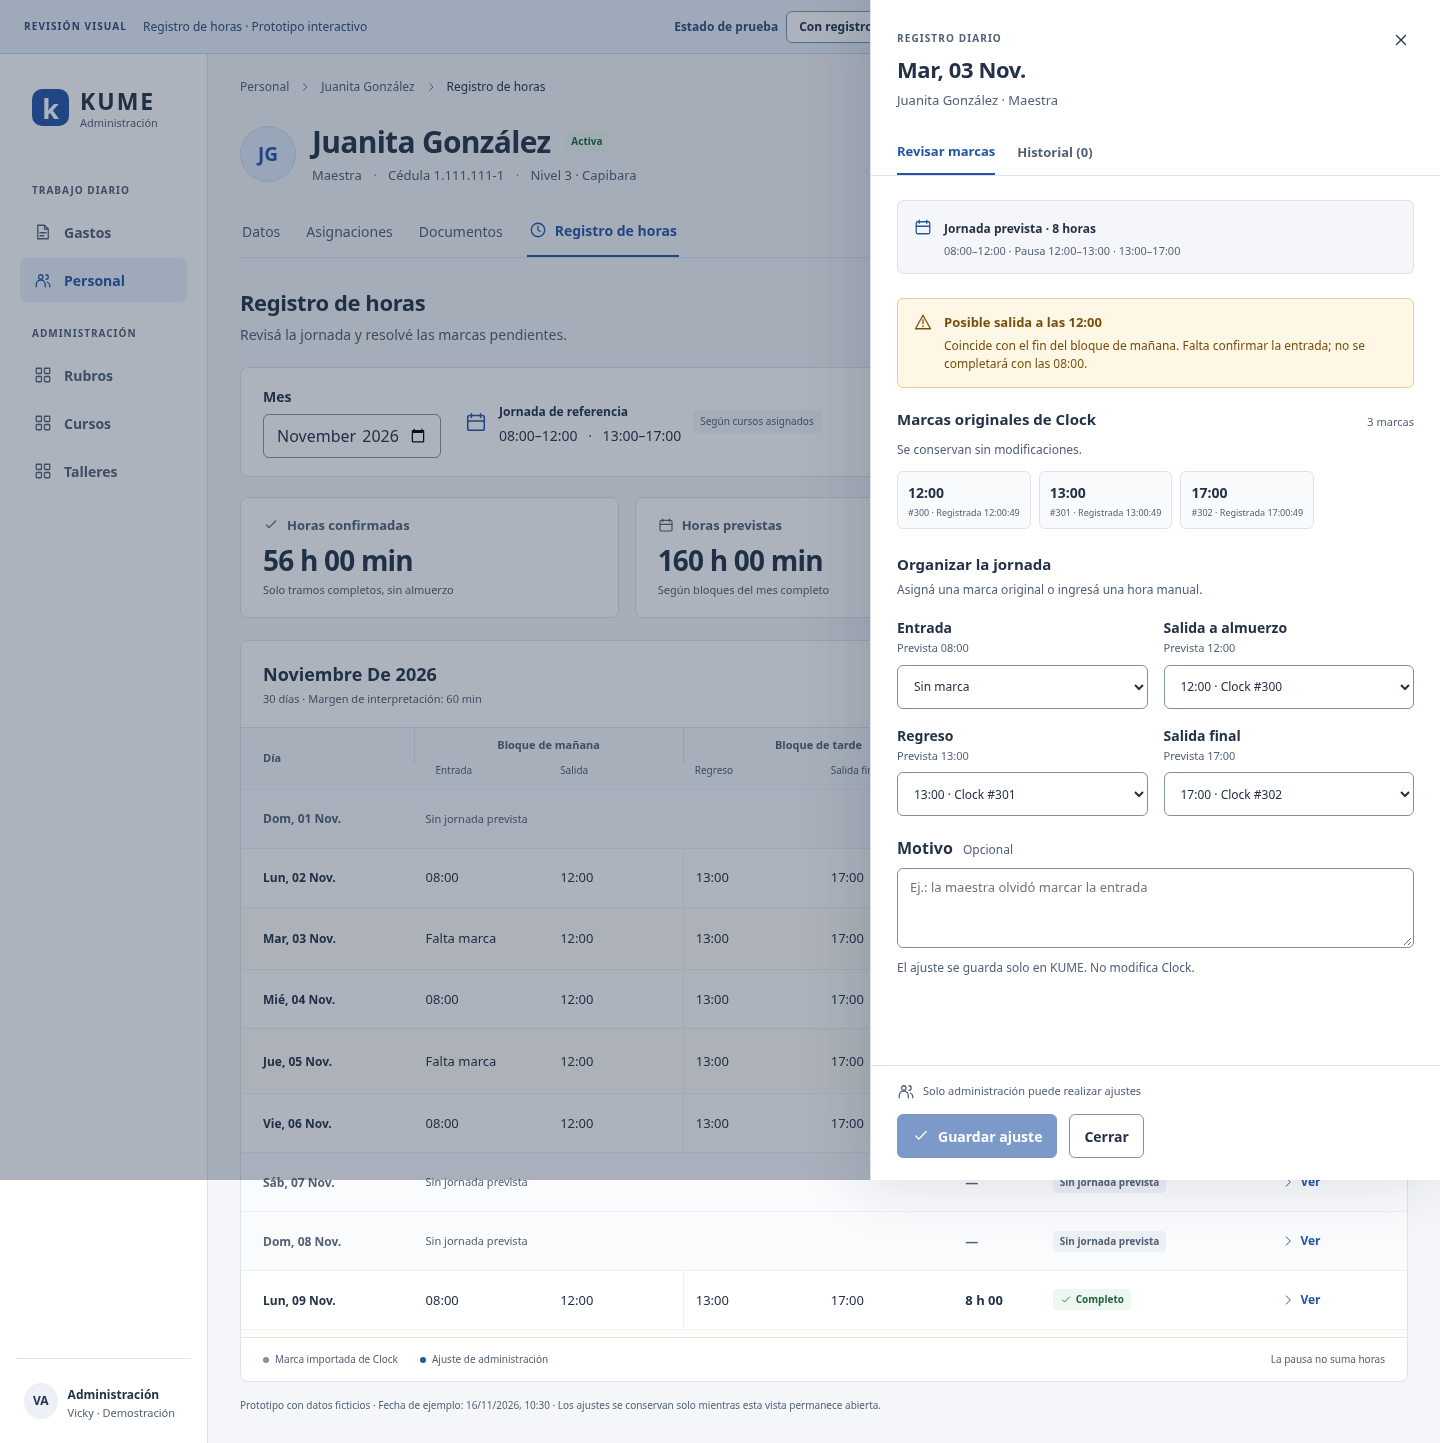 REVISIÓN VISUAL Registro de horas · Prototipo interactivo
Estado de prueba Con registro
k KUME
Administración
TRABAJO DIARIO
Gastos
Personal
ADMINISTRACIÓN
Rubros
Cursos
Talleres
VA Administración
Vicky · Demostración
Personal > Juanita González > Registro de horas
JG Juanita González Activa
Maestra · Cédula 1.111.111-1 · Nivel 3 · Capibara
Datos Asignaciones Documentos Registro de horas
Registro de horas
Revisá la jornada y resolvé las marcas pendientes.
Mes
November 2026
Jornada de referencia
08:00–12:00 · 13:00–17:00
Según cursos asignados
Horas confirmadas
56 h 00 min
Solo tramos completos, sin almuerzo
Horas previstas
160 h 00 min
Según bloques del mes completo
Noviembre De 2026
30 días · Margen de interpretación: 60 min
Día Bloque de mañana Bloque de tarde
Entrada Salida Regreso Salida fin
Dom, 01 Nov. Sin jornada prevista
Lun, 02 Nov. 08:00 12:00 13:00 17:00
Mar, 03 Nov. Falta marca 12:00 13:00 17:00
Mié, 04 Nov. 08:00 12:00 13:00 17:00
Jue, 05 Nov. Falta marca 12:00 13:00 17:00
Vie, 06 Nov. 08:00 12:00 13:00 17:00
Sáb, 07 Nov. Sin jornada prevista — Sin jornada prevista Ver
Dom, 08 Nov. Sin jornada prevista — Sin jornada prevista Ver
Lun, 09 Nov. 08:00 12:00 13:00 17:00 8 h 00 Completo Ver
Marca importada de Clock Ajuste de administración La pausa no suma horas
Prototipo con datos ficticios · Fecha de ejemplo: 16/11/2026, 10:30 · Los ajustes se conservan solo mientras esta vista permanece abierta.
REGISTRO DIARIO
Mar, 03 Nov.
Juanita González · Maestra
Revisar marcas Historial (0)
Jornada prevista · 8 horas
08:00–12:00 · Pausa 12:00–13:00 · 13:00–17:00
Posible salida a las 12:00
Coincide con el fin del bloque de mañana. Falta confirmar la entrada; no se
completará con las 08:00.
Marcas originales de Clock 3 marcas
Se conservan sin modificaciones.
12:00 13:00 17:00
#300 · Registrada 12:00:49 #301 · Registrada 13:00:49 #302 · Registrada 17:00:49
Organizar la jornada
Asigná una marca original o ingresá una hora manual.
Entrada Salida a almuerzo
Prevista 08:00 Prevista 12:00
Sin marca 12:00 · Clock #300
Regreso Salida final
Prevista 13:00 Prevista 17:00
13:00 · Clock #301 17:00 · Clock #302
Motivo Opcional
Ej.: la maestra olvidó marcar la entrada
El ajuste se guarda solo en KUME. No modifica Clock.
Solo administración puede realizar ajustes
Guardar ajuste Cerrar